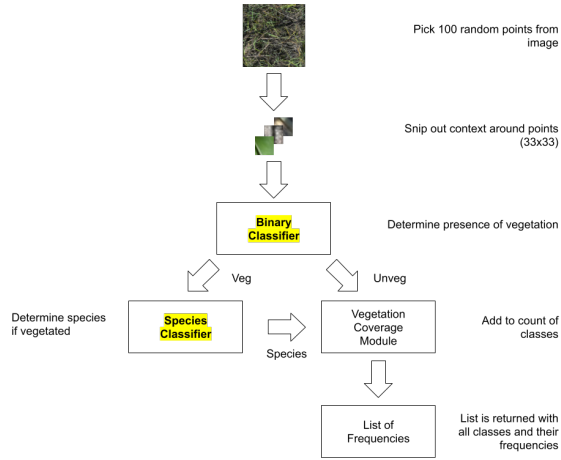 Pick 100 random points from
image
Snip out context around points
(33x33)
Binary
Classifier
Determine presence of vegetation
Veg
Unveg
Determine species
if vegetated
Species
Classifier
Species
Vegetation
Coverage
Module
Add to count of
classes
List of
Frequencies
List is returned with
all classes and their
frequencies